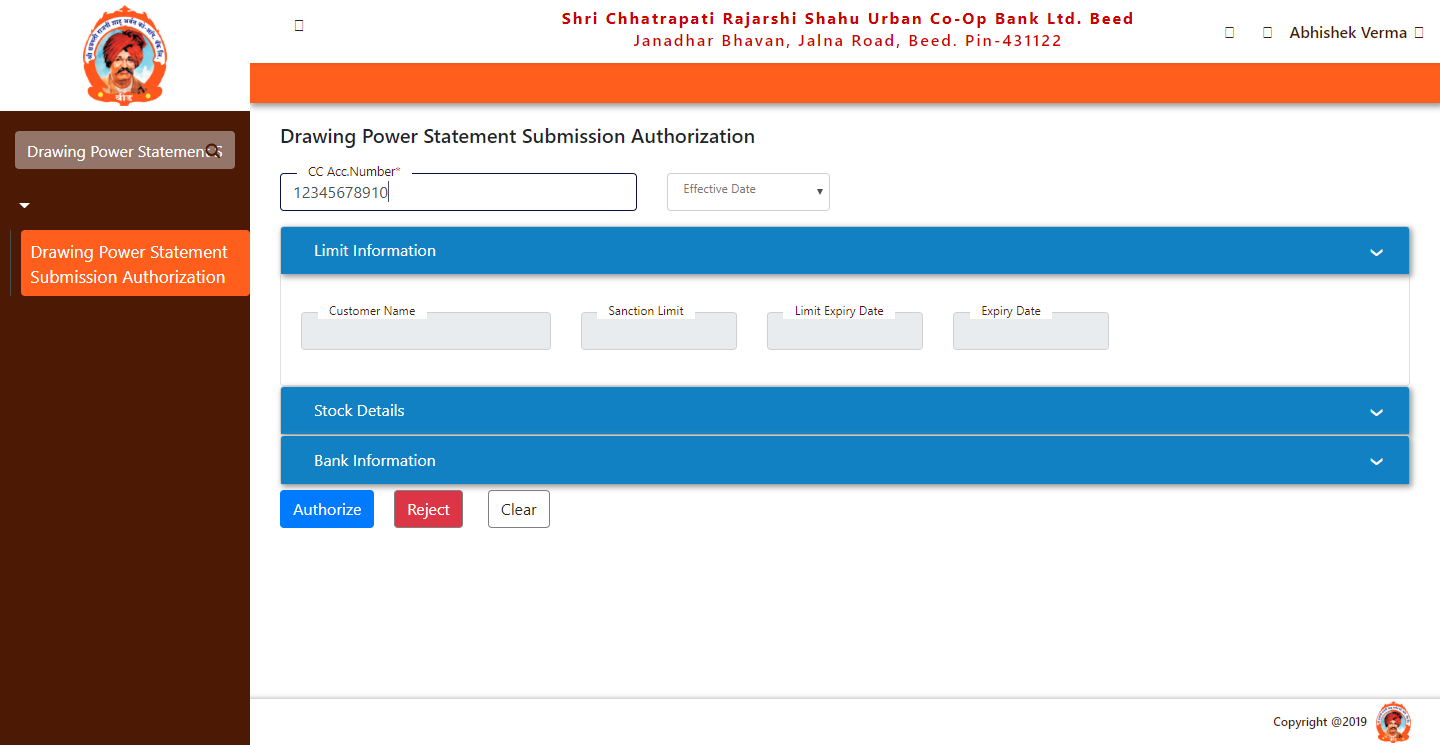 Shri Chhatrapati Rajarshi Shahu Urban Co-Op Bank Ltd. Beed
Janadhar Bhavan, Jalna Road, Beed. Pin-431122
Abhishek Verma
बीड
Drawing Power Statement S
Drawing Power Statement
Submission Authorization
Drawing Power Statement Submission Authorization
CC Acc.Number*
12345678910
Effective Date
Limit Information
Customer Name
Sanction Limit
Limit Expiry Date
Expiry Date
Stock Details
Bank Information
Authorize
Reject
Clear
Copyright @2019